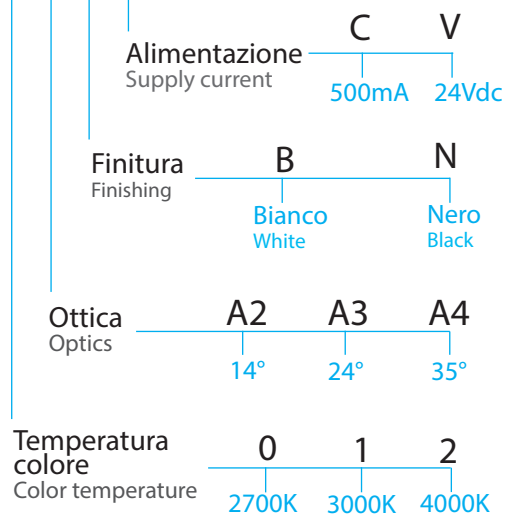 C V
Alimentazione
Supply current
500mA 24Vdc
B N
Finitura
Finishing
Bianco Nero
White Black
A2 A3 A4
Ottica
Optics
14° 24° 35°
Temperatura
colore
0 1 2
Color temperature
2700K 3000K 4000K